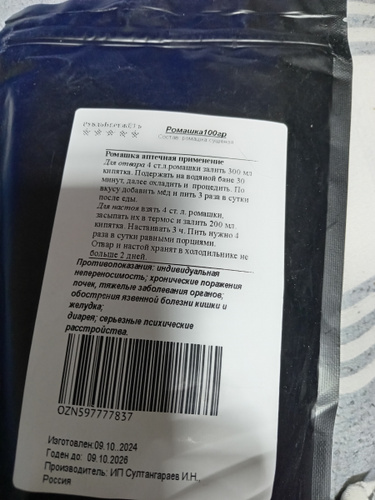 Ромашка100гр
Состав: ромашка сушеная
Ромашка аптечная применение
Для отвара 4 ст.л ромашки залить 300 мл
кипятка. Подержать на водяной бане 30
минут, далее охладить и процедить. По
вкусу добавить мёд и пить 3 раза в сутки
после еды.
Для настоя взять 4 ст. л. ромашки,
засыпать их в термос и залить 200 мл
кипятка. Настаивать 3 ч. Пить нужно 4
раза в сутки равными порциями.
Отвар и настой хранят в холодильнике не
больше 2 дней.
Противопоказания: индивидуальная
непереносимость; хронические поражения
почек, тяжелые заболевания органов;
обострения язвенной болезни кишки и
желудка;
диарея; серьезные психические
расстройства.
OZN597777837
Изготовлен:09.10..2024
Годен до: 09.10.2026
Производитель: ИП Султангараев И.Н.,
Россия